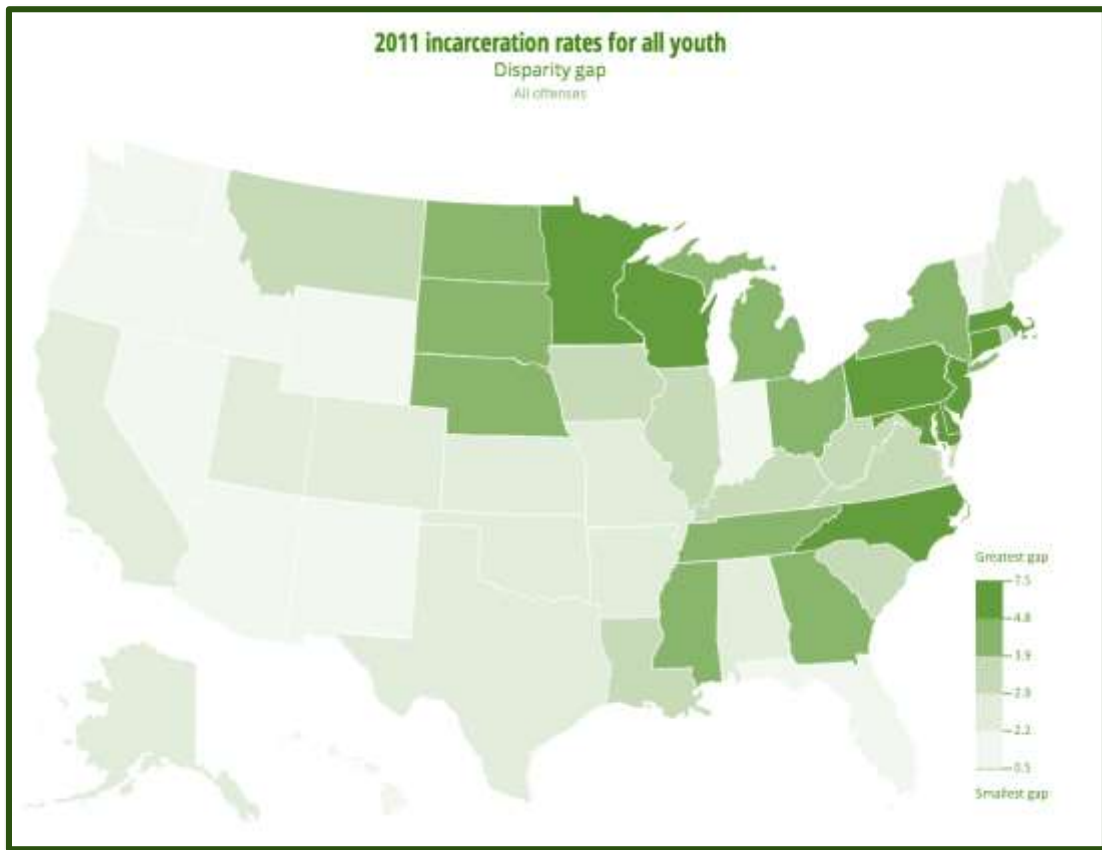 2011 incarceration rates for all youth
Disparity gap
All offenses
Greatest gap
7.5
4.8
3.9
2.9
2.2
0.5
Smallest gap